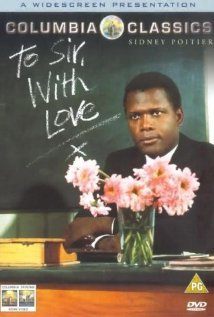 A WIDESCREEN PRESENTATION
COLUMBIA CLASSICS
SIDNEY POITIER
To Sir,
With
Love
x
PG
DVD